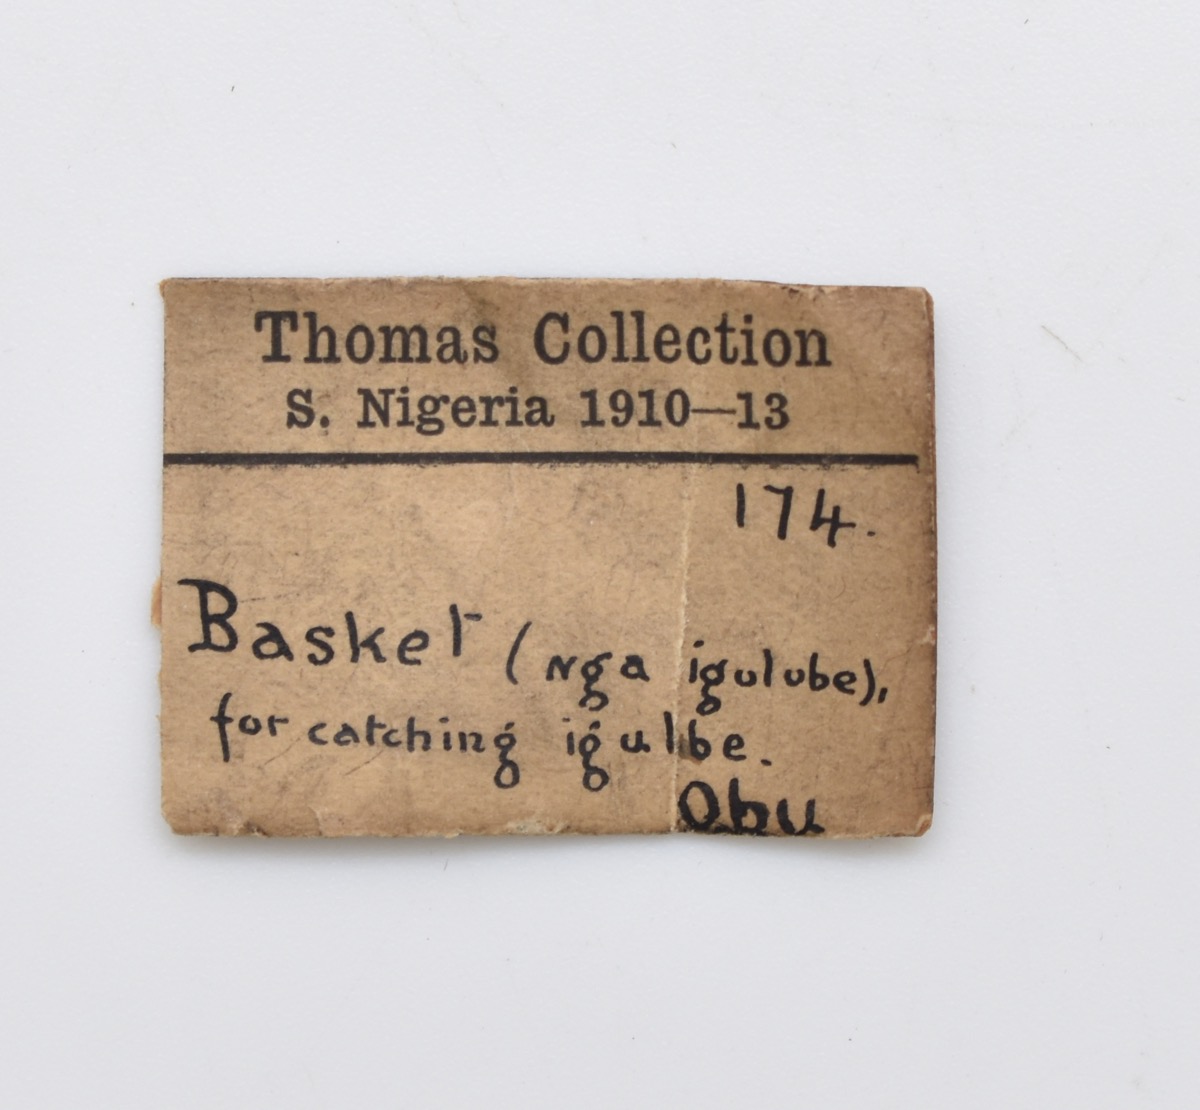 Thomas Collection
S. Nigeria 1910—13
174.
Basket (nga igulube),
for catching igulbe.
Obu